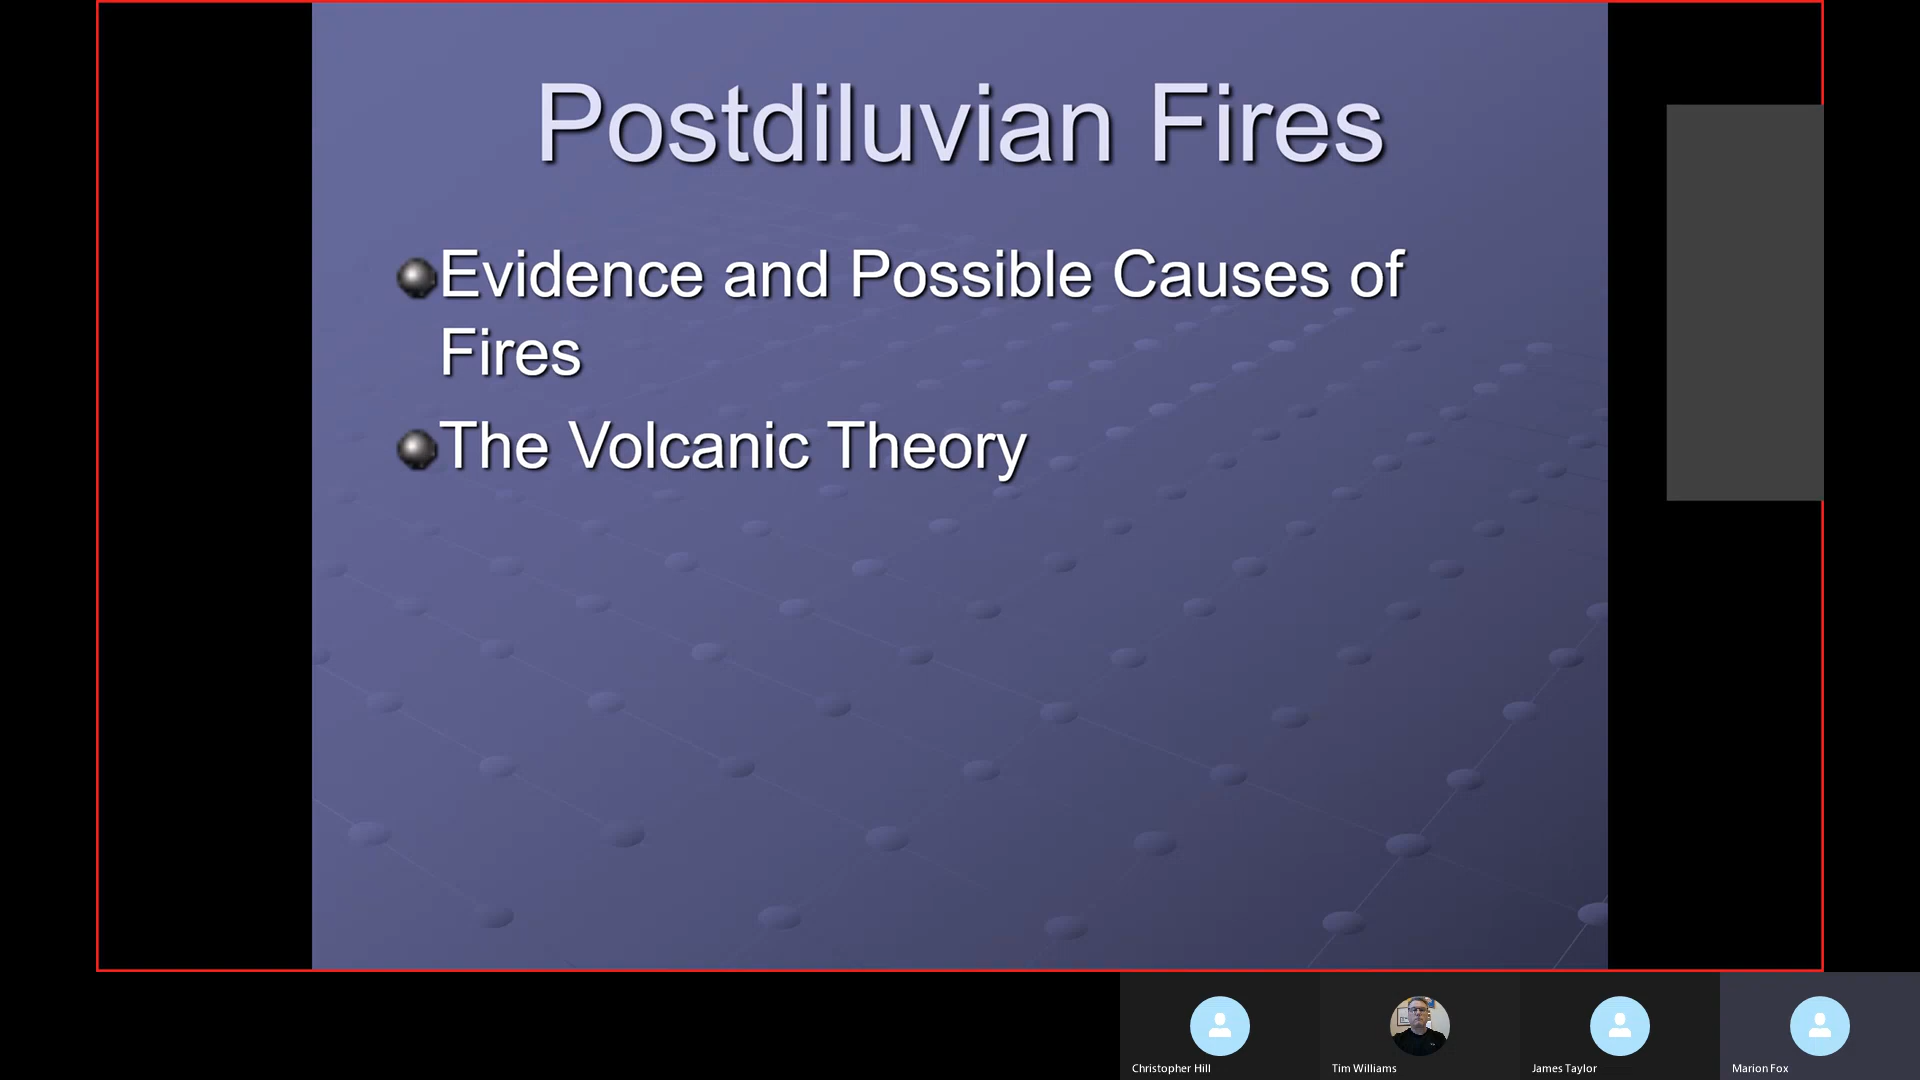 Postdiluvian Fires
Evidence and Possible Causes of
Fires
The Volcanic Theory
Christopher Hill
Tim Williams
James Taylor
Marion Fox